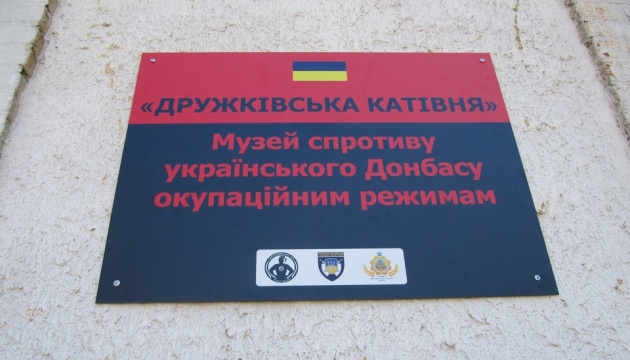 «ДРУЖКІВСЬКА КАТІВНЯ»
Музей спротиву
українського Донбасу
окупаційним режимам